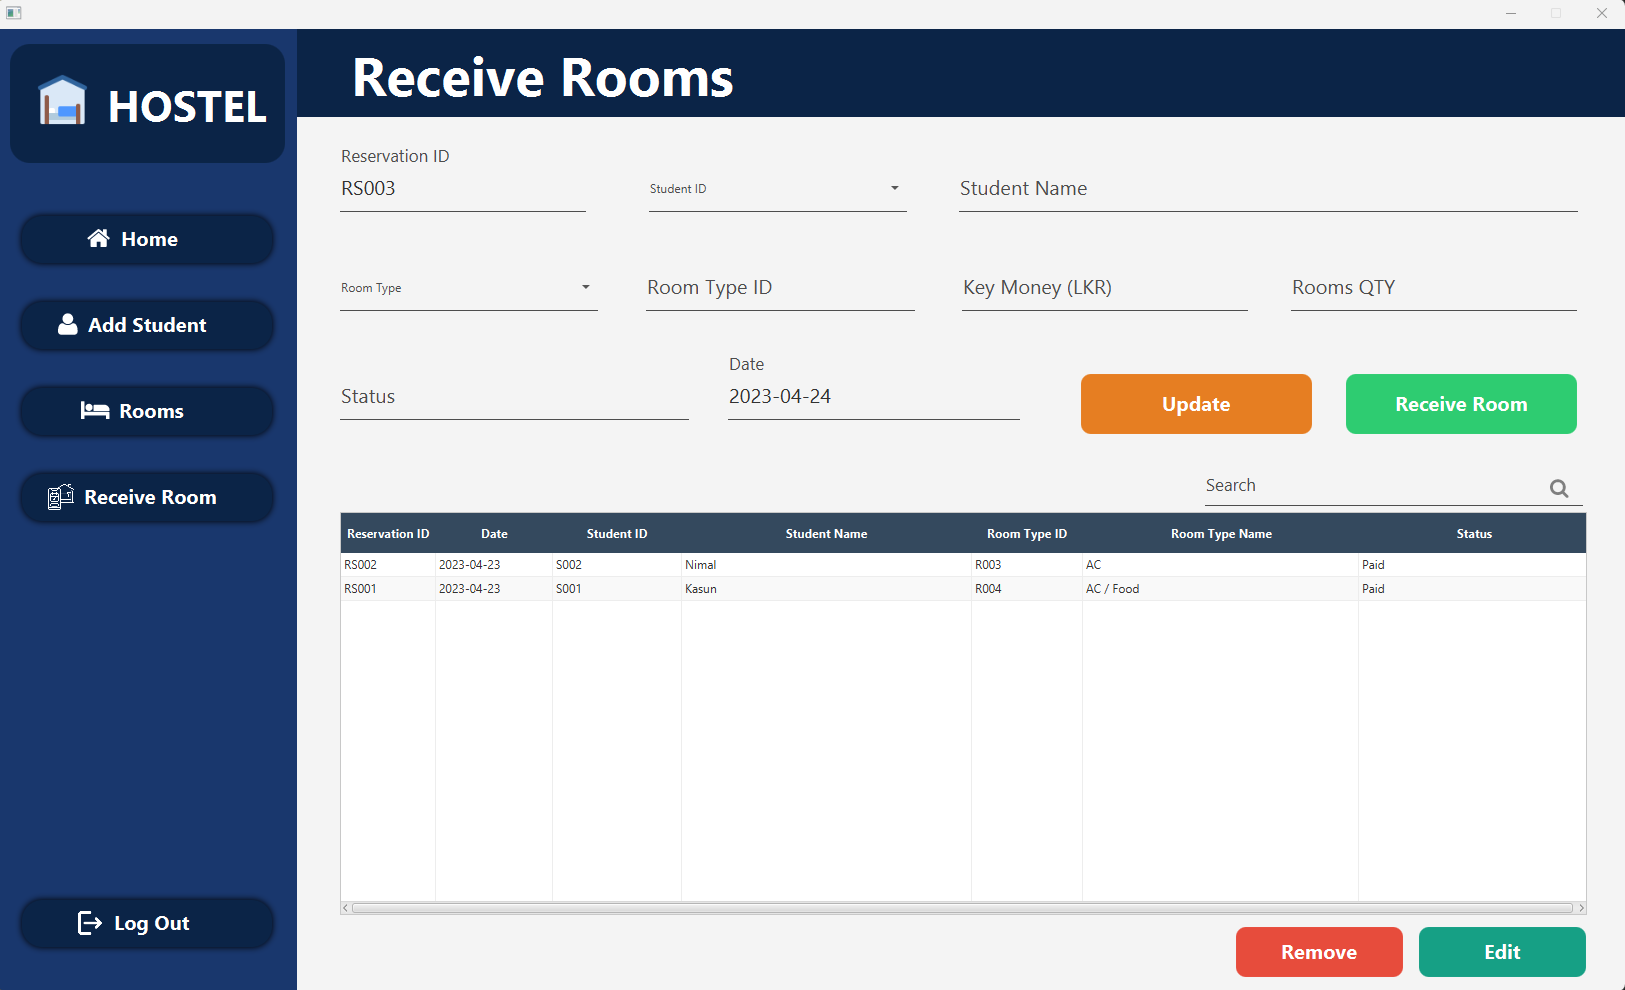 HOSTEL
Home
Add Student
Rooms
Receive Room
Log Out
Receive Rooms
Reservation ID
RS003 Student ID Student Name
Room Type Room Type ID Key Money (LKR) Rooms QTY
Date
Status 2023-04-24 Update Receive Room
Search
Reservation ID Date Student ID Student Name Room Type ID Room Type Name Status
RS002 2023-04-23 S002 Nimal R003 AC Paid
RS001 2023-04-23 S001 Kasun R004 AC / Food Paid
Remove Edit